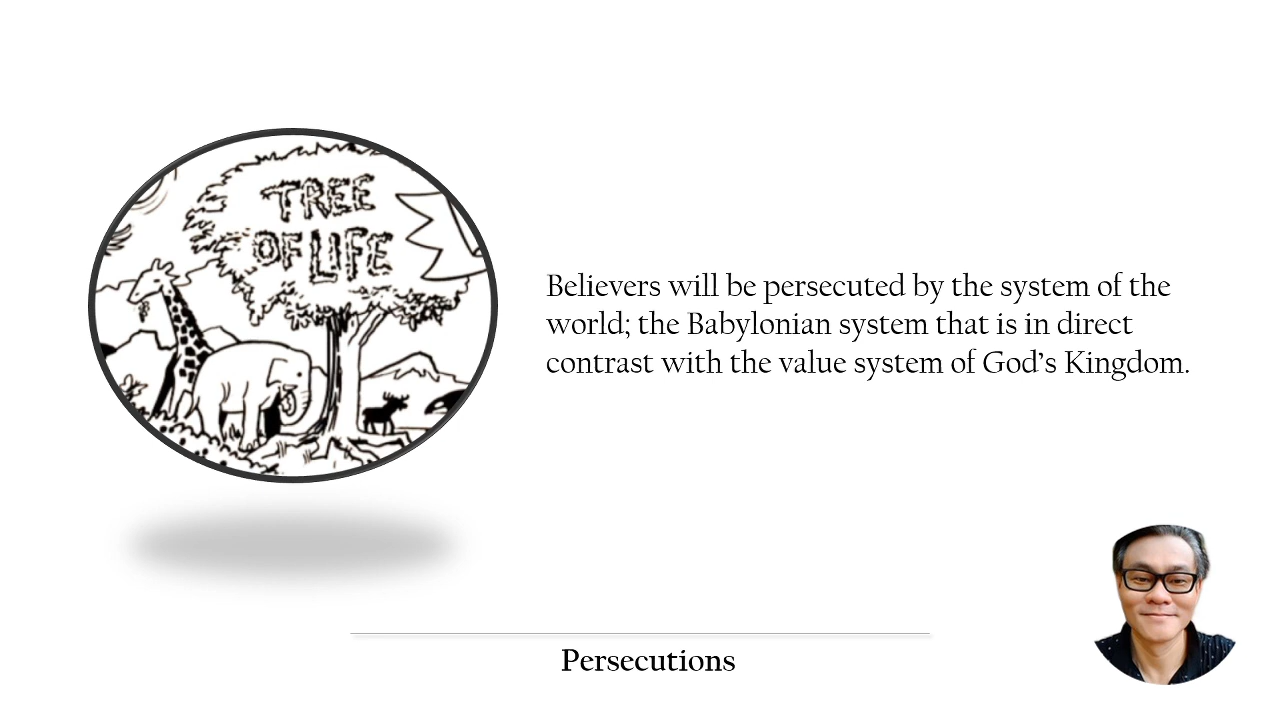 TREE
OF LIFE
Believers will be persecuted by the system of the
world; the Babylonian system that is in direct
contrast with the value system of God’s Kingdom.
Persecutions